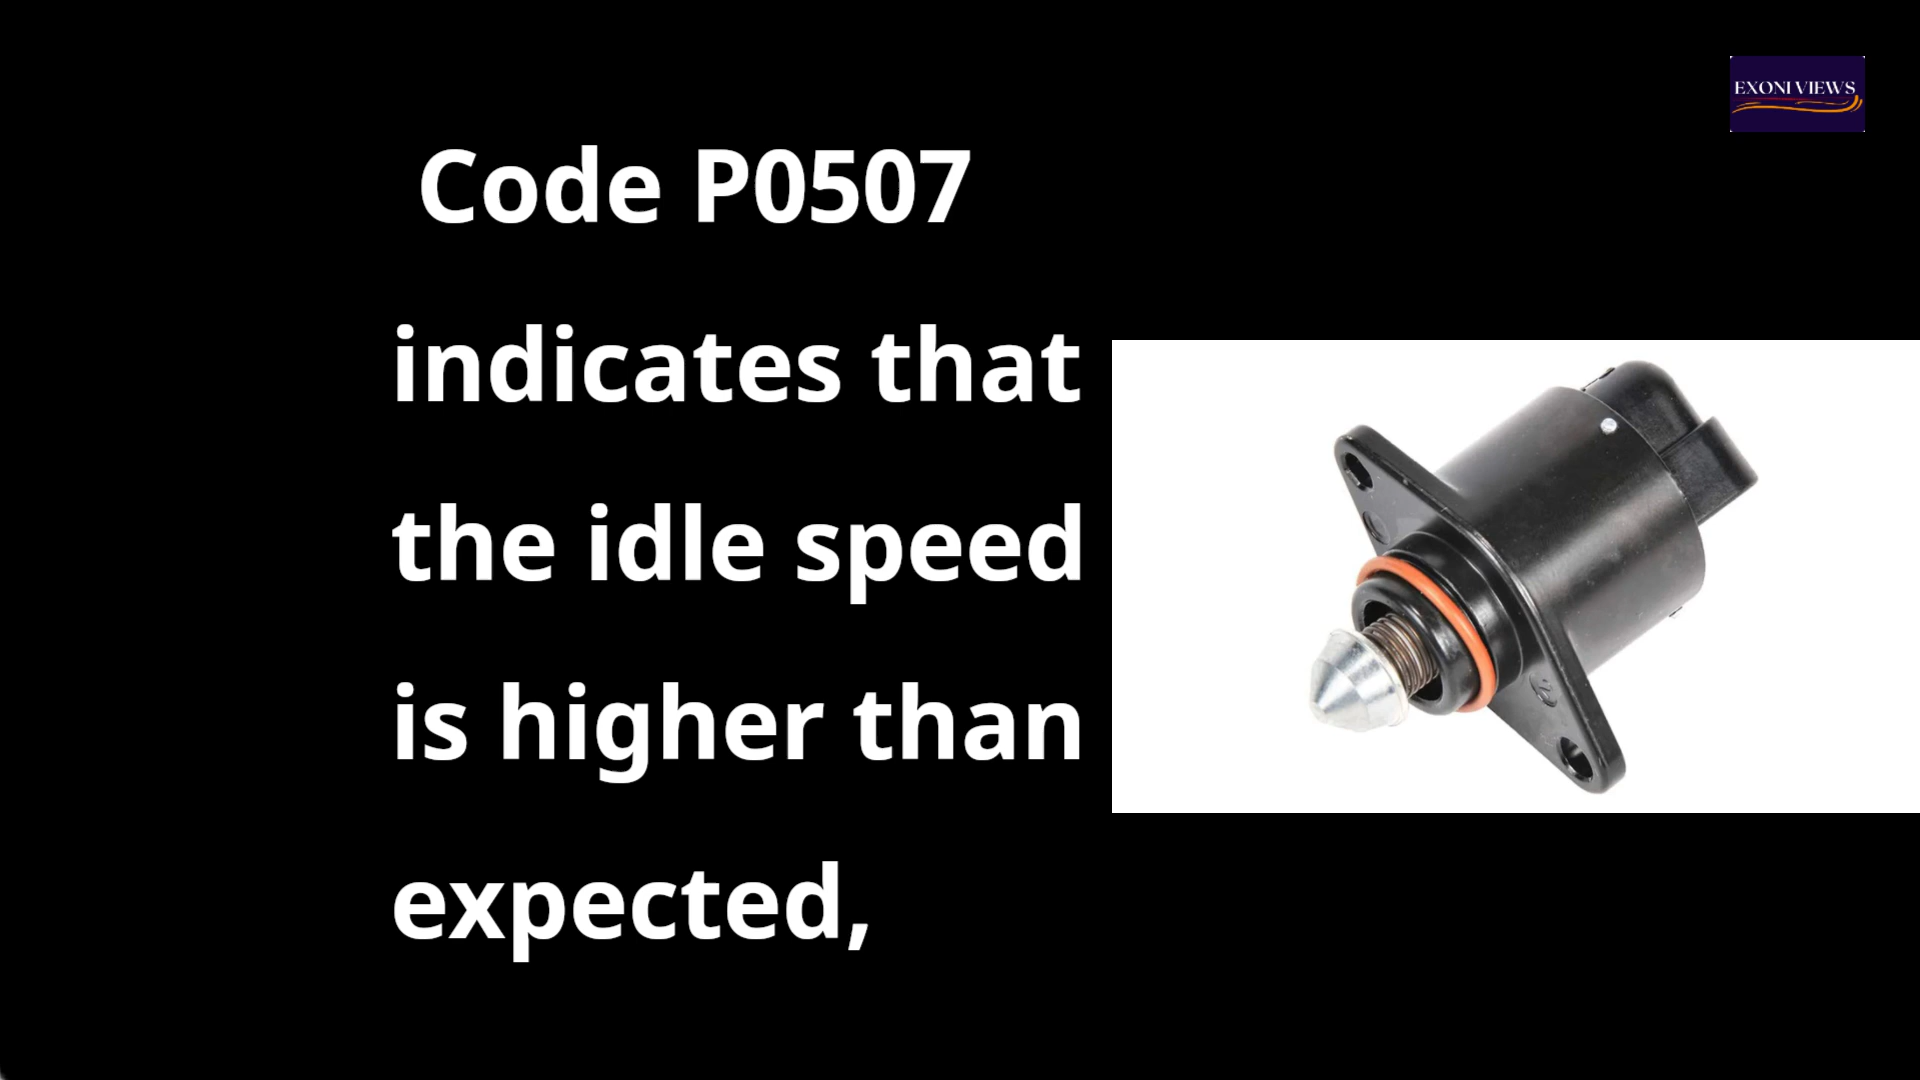 EXONI VIEWS
Code P0507
indicates that
the idle speed
is higher than
expected,